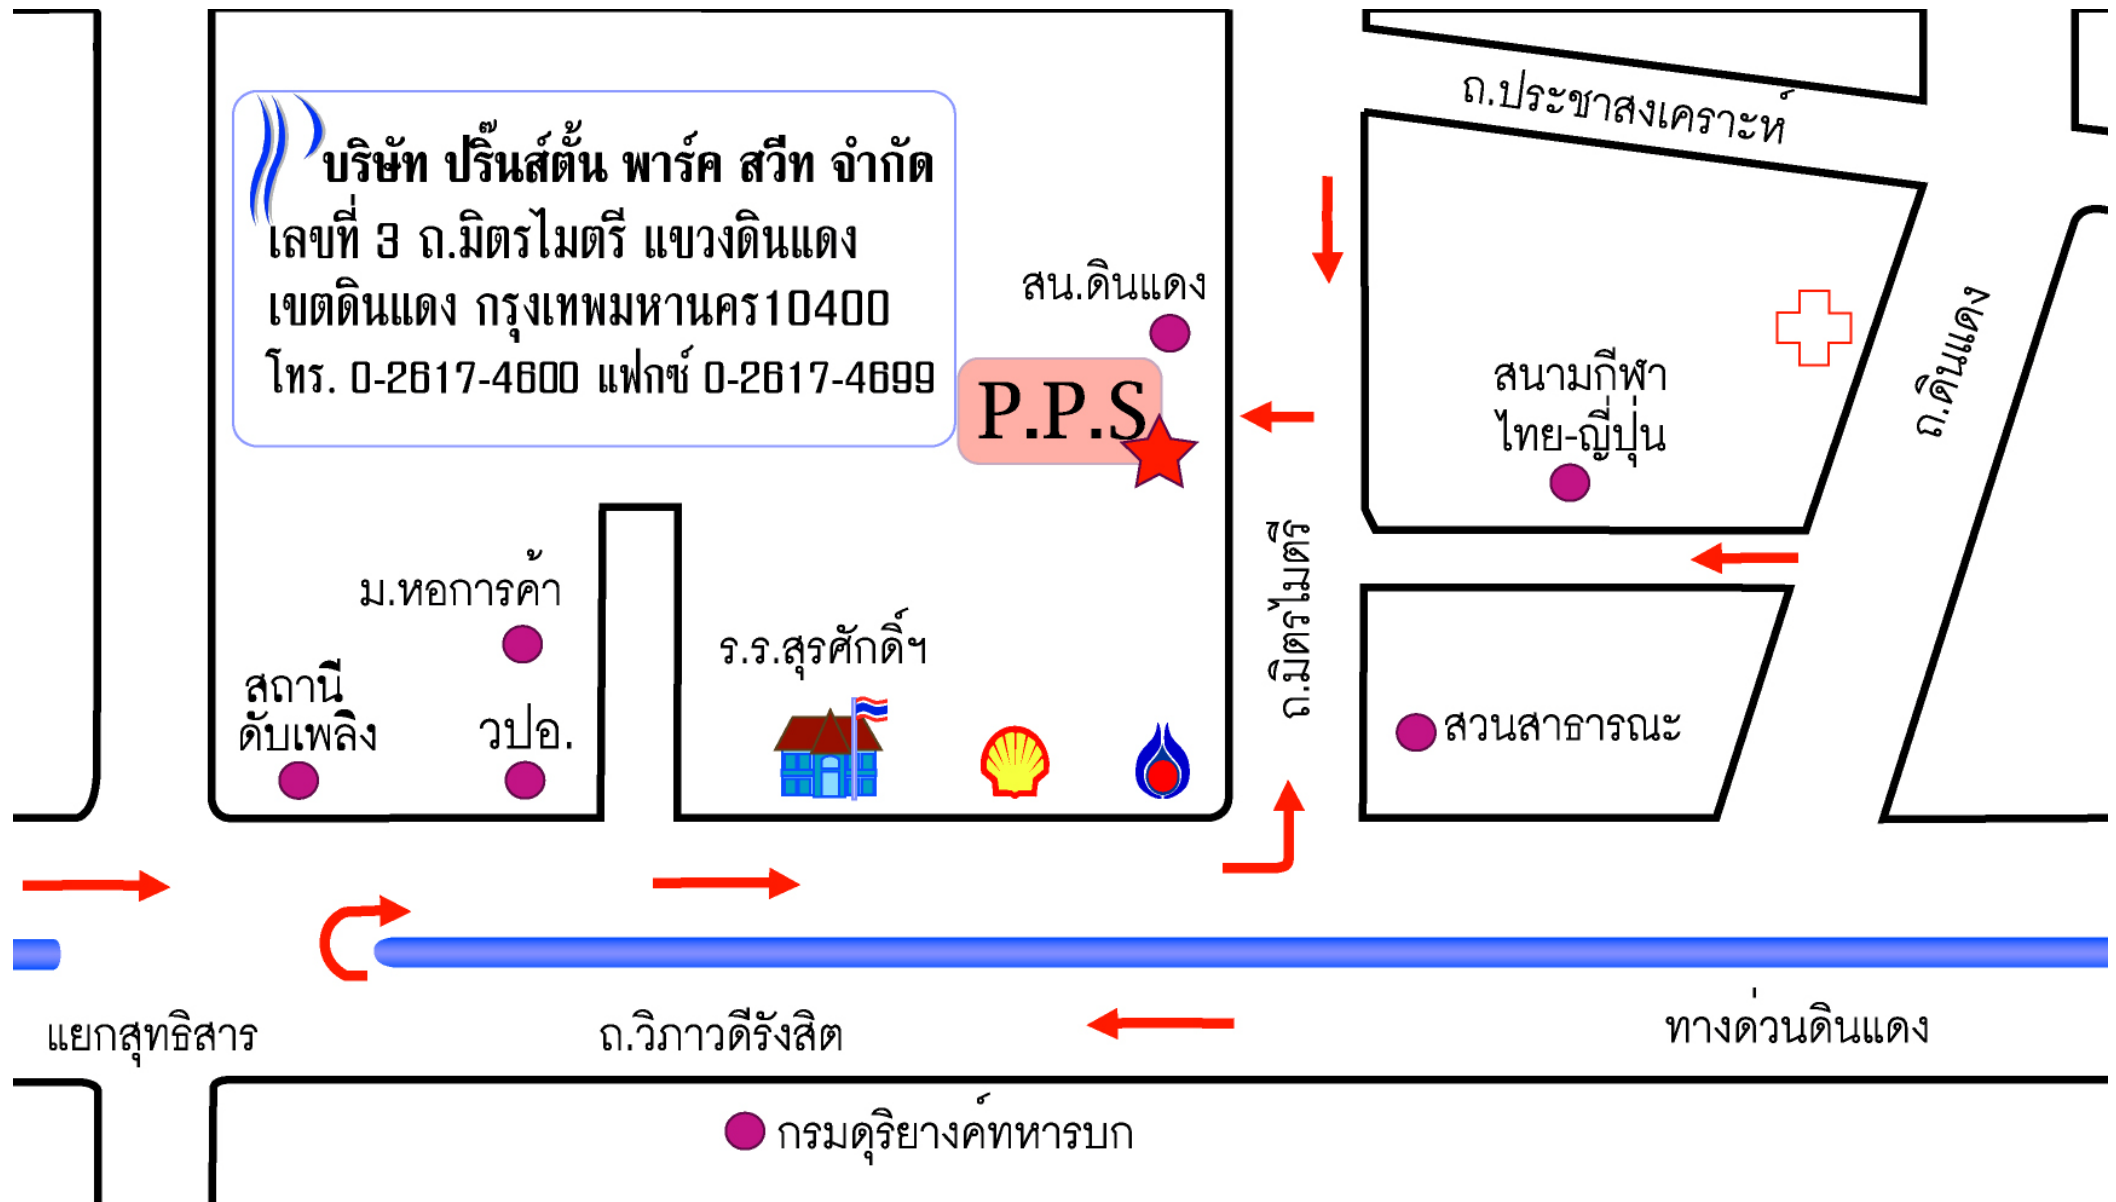 ถ.ประชาสงเคราะห์
บริษัท ปริ๊นส์ตั้น พาร์ค สวีท จำกัด
เลขที่ 3 ถ.มิตรไมตรี แขวงดินแดง
เขตดินแดง กรุงเทพมหานคร10400
โทร. 0-2617-4600 แฟกซ์ 0-2617-4699
สน.ดินแดง
P.P.S
สนามกีฬา
ไทย-ญี่ปุ่น
ถ.ดินแดง
ม.หอการค้า
ร.ร.สุรศักดิ์ฯ
ถ.มิตรไมตรี
สถานี
ดับเพลิง
วปอ.
สวนสาธารณะ
แยกสุทธิสาร
ถ.วิภาวดีรังสิต
ทางด่วนดินแดง
กรมดุริยางค์ทหารบก